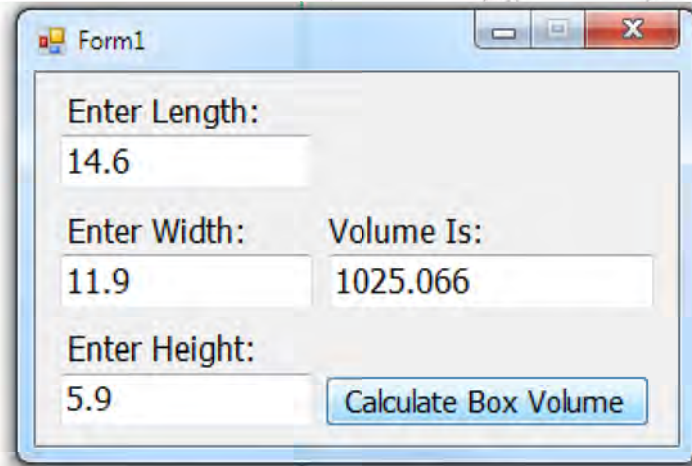 Form1
Enter Length:
14.6
Enter Width:
Volume Is:
11.9
1025.066
Enter Height:
5.9
Calculate Box Volume